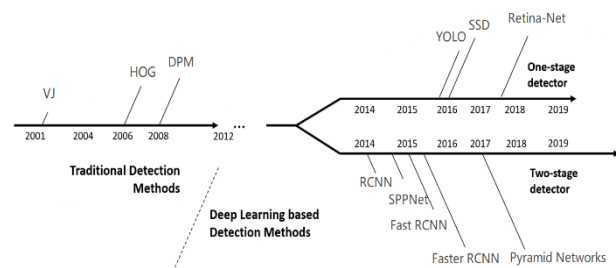 YOLO
SSD
Retina-Net
VJ
HOG
DPM
One-stage
detector
2001 2004 2006 2008 2012 ...
2014 2015 2016 2017 2018 2019
2014 2015 2016 2017 2018 2019
Traditional Detection
Methods
Deep Learning based
Detection Methods
RCNN
SPPNet
Fast RCNN
Faster RCNN
Pyramid Networks
Two-stage
detector